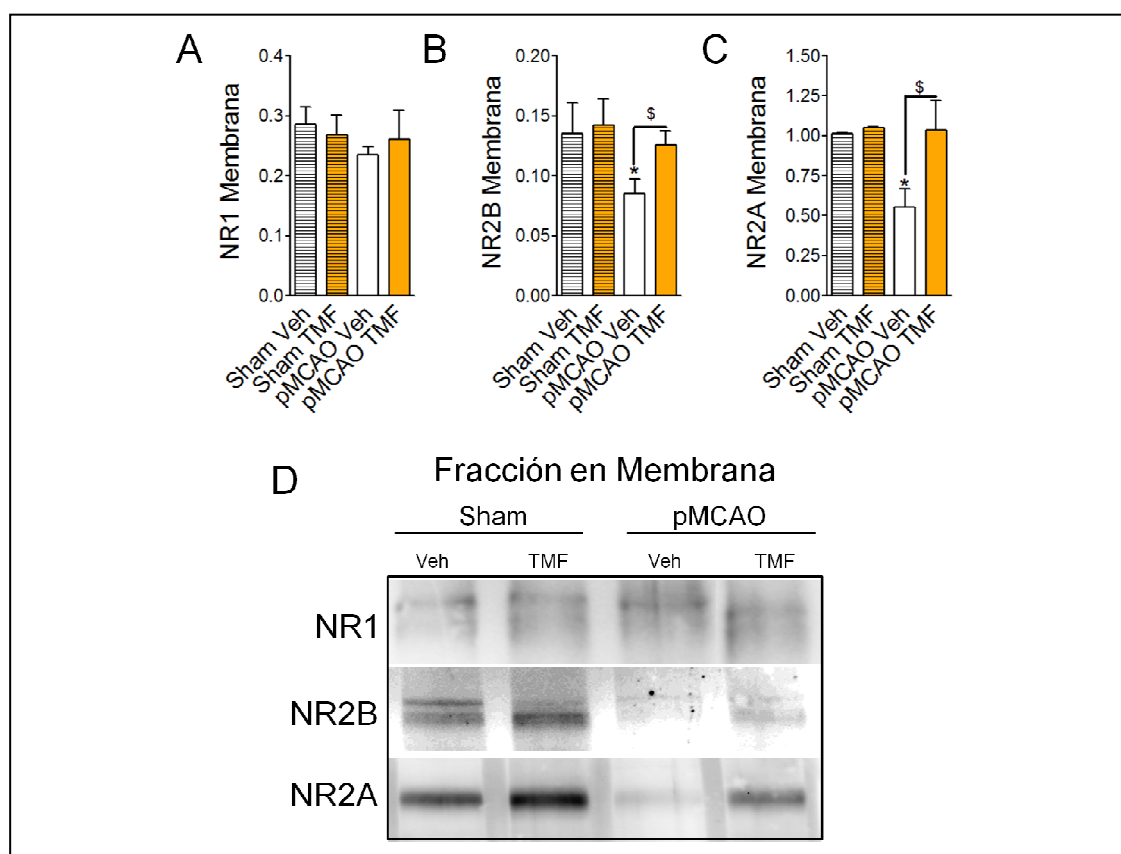 A
NR1 Membrana
0.4
0.3
0.2
0.1
0.0
Sham Veh
Sham TMF
pMCAO Veh
pMCAO TMF
B
NR2B Membrana
0.20
0.15
0.10
0.05
0.00
*
$
Sham Veh
Sham TMF
pMCAO Veh
pMCAO TMF
C
NR2A Membrana
1.50
1.25
1.00
0.75
0.50
0.25
0.00
*
$
Sham Veh
Sham TMF
pMCAO Veh
pMCAO TMF
D
Fracción en Membrana
Sham pMCAO
Veh TMF Veh TMF
NR1
NR2B
NR2A